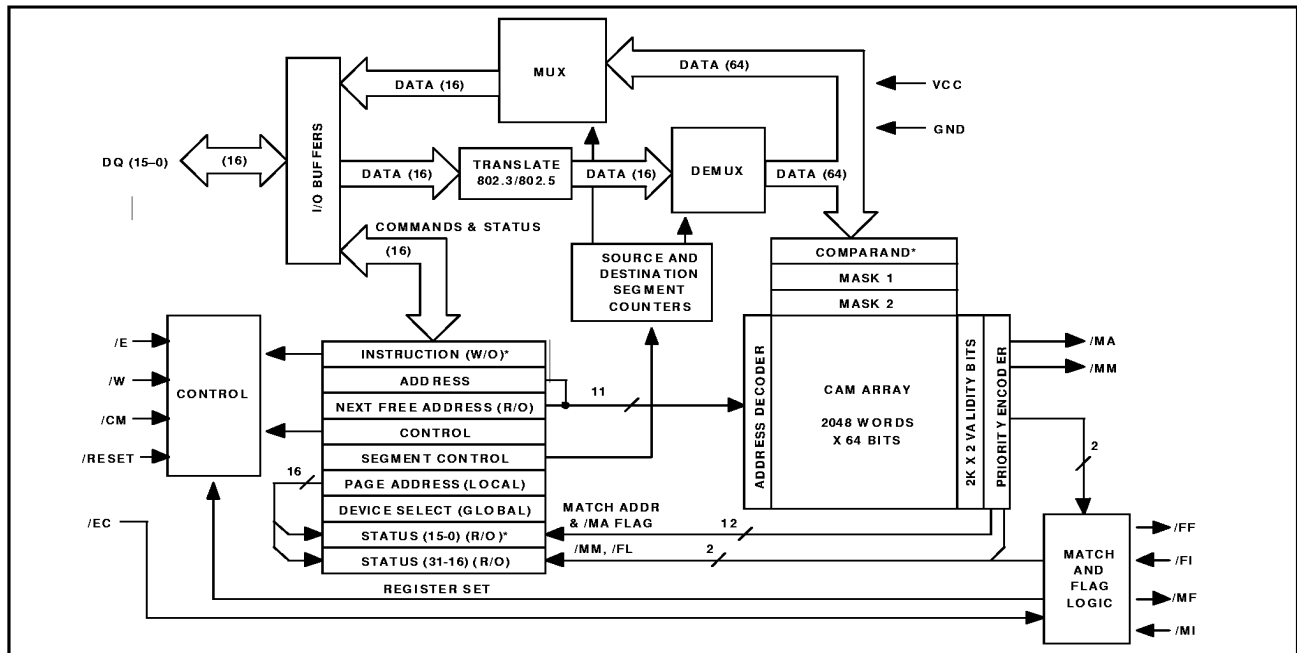 MUX
DATA (16)
DATA (64)
VCC
GND
DQ (15–0)
(16)
I/O BUFFERS
DATA (16)
TRANSLATE
802.3/802.5
DATA (16)
DEMUX
DATA (64)
COMMANDS & STATUS
(16)
SOURCE AND
DESTINATION
SEGMENT
COUNTERS
COMPARAND*
MASK 1
MASK 2
/E
/W
/CM
/RESET
CONTROL
INSTRUCTION (W/O)*
ADDRESS
NEXT FREE ADDRESS (R/O)
CONTROL
SEGMENT CONTROL
PAGE ADDRESS (LOCAL)
DEVICE SELECT (GLOBAL)
STATUS (15-0) (R/O)*
STATUS (31-16) (R/O)
REGISTER SET
16
11
ADDRESS DECODER
CAM ARRAY
2048 WORDS
X 64 BITS
2K X 2 VALIDITY BITS
PRIORITY ENCODER
/MA
/MM
2
MATCH ADDR
& /MA FLAG
12
/MM, /FL
2
/EC
MATCH
AND
FLAG
LOGIC
/FF
/FI
/MF
/MI